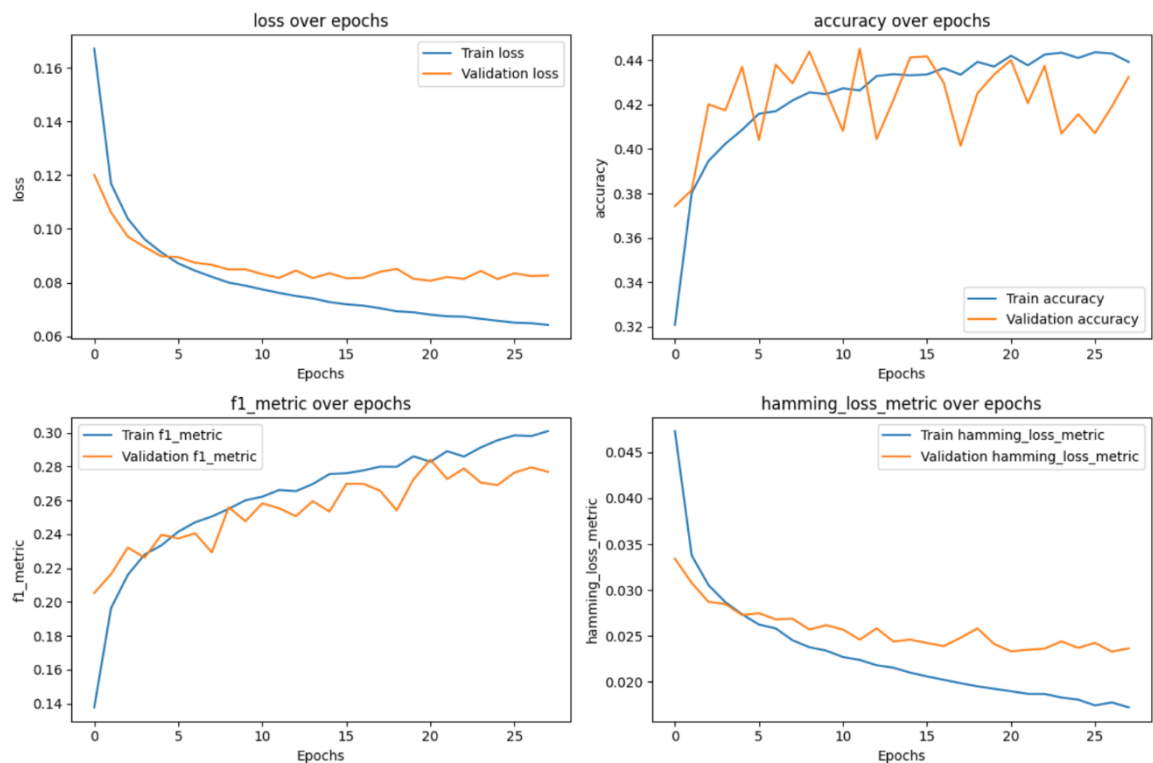 loss over epochs
Train loss
Validation loss
0.16
0.14
0.12
0.10
0.08
0.06
loss
0 5 10 15 20 25
Epochs
accuracy over epochs
0.44
0.42
0.40
0.38
0.36
0.34
0.32
accuracy
Train accuracy
Validation accuracy
0 5 10 15 20 25
Epochs
f1_metric over epochs
Train f1_metric
Validation f1_metric
0.30
0.28
0.26
0.24
0.22
0.20
0.18
0.16
0.14
f1_metric
0 5 10 15 20 25
Epochs
hamming_loss_metric over epochs
Train hamming_loss_metric
Validation hamming_loss_metric
0.045
0.040
0.035
0.030
0.025
0.020
hamming_loss_metric
0 5 10 15 20 25
Epochs